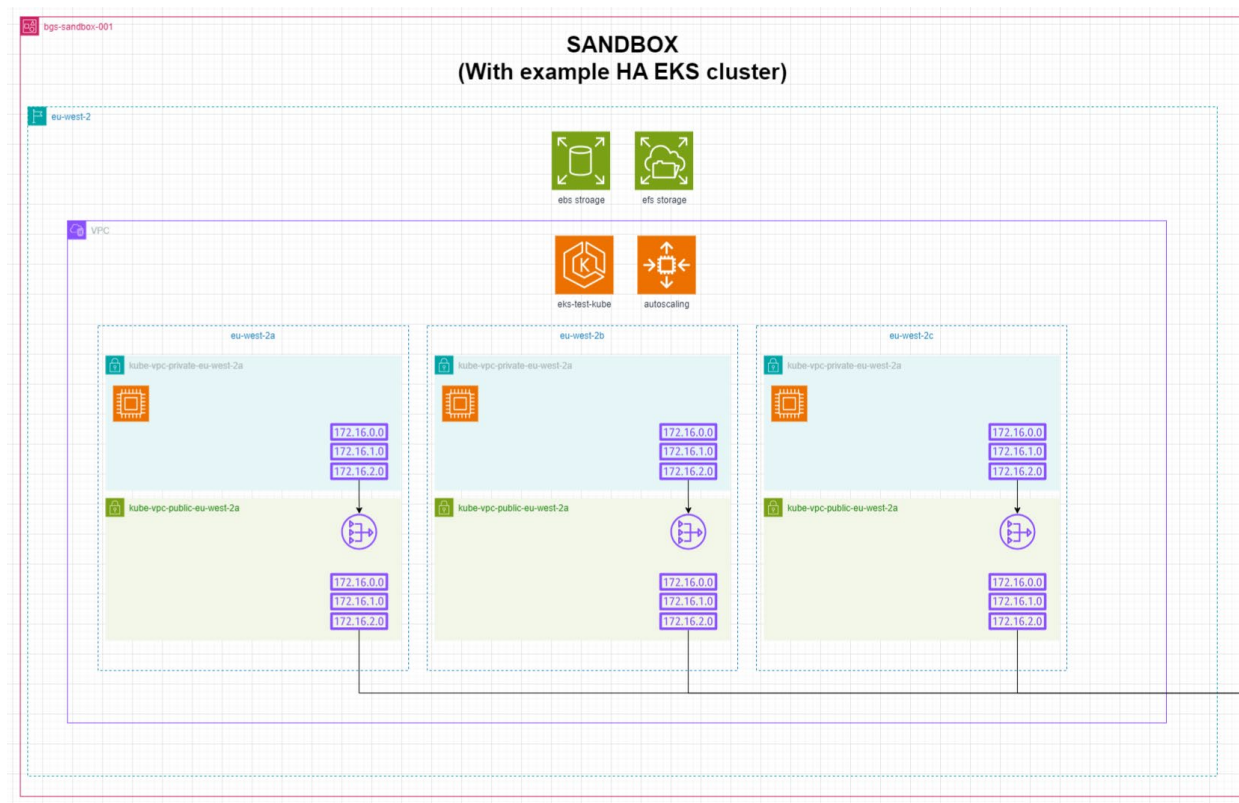 bgs-sandbox-001
SANDBOX
(With example HA EKS cluster)
eu-west-2
ebs stroage
efs storage
VPC
eks-test-kube
autoscaling
eu-west-2a
kube-vpc-private-eu-west-2a
172.16.0.0
172.16.1.0
172.16.2.0
kube-vpc-public-eu-west-2a
172.16.0.0
172.16.1.0
172.16.2.0
eu-west-2b
kube-vpc-private-eu-west-2a
172.16.0.0
172.16.1.0
172.16.2.0
kube-vpc-public-eu-west-2a
172.16.0.0
172.16.1.0
172.16.2.0
eu-west-2c
kube-vpc-private-eu-west-2a
172.16.0.0
172.16.1.0
172.16.2.0
kube-vpc-public-eu-west-2a
172.16.0.0
172.16.1.0
172.16.2.0